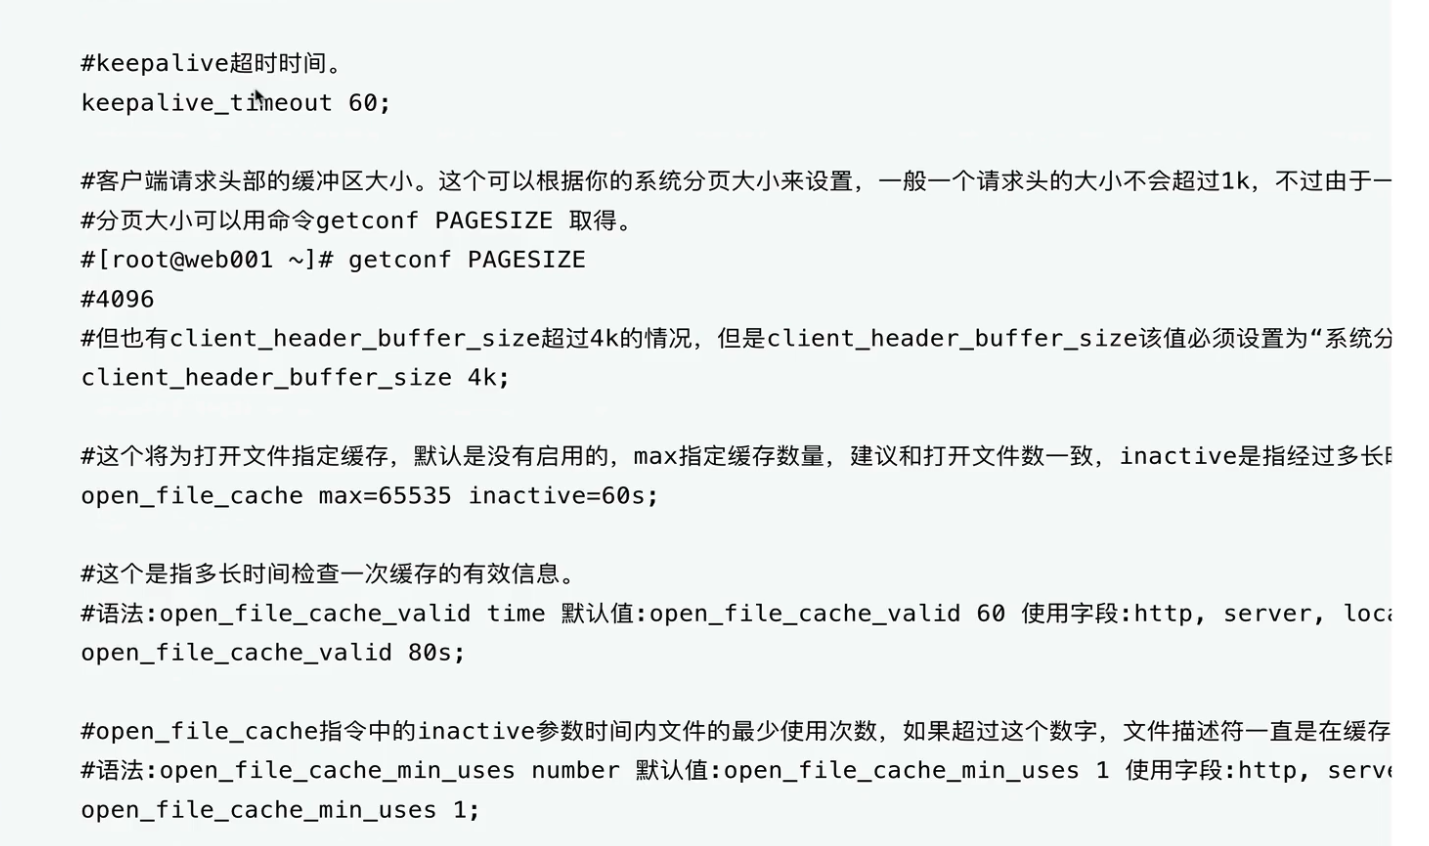 #keepalive超时时间。
keepalive_timeout 60;
#客户端请求头部的缓冲区大小。这个可以根据你的系统分页大小来设置，一般一个请求头的大小不会超过1k，不过由于一
#分页大小可以用命令getconf PAGESIZE 取得。
#[root@web001 ~]# getconf PAGESIZE
#4096
#但也有client_header_buffer_size超过4k的情况，但是client_header_buffer_size该值必须设置为“系统分
client_header_buffer_size 4k;
#这个将为打开文件指定缓存，默认是没有启用的，max指定缓存数量，建议和打开文件数一致，inactive是指经过多长时
open_file_cache max=65535 inactive=60s;
#这个是指多长时间检查一次缓存的有效信息。
#语法:open_file_cache_valid time 默认值:open_file_cache_valid 60 使用字段:http, server, loca
open_file_cache_valid 80s;
#open_file_cache指令中的inactive参数时间内文件的最少使用次数，如果超过这个数字，文件描述符一直是在缓存
#语法:open_file_cache_min_uses number 默认值:open_file_cache_min_uses 1 使用字段:http, serve
open_file_cache_min_uses 1;